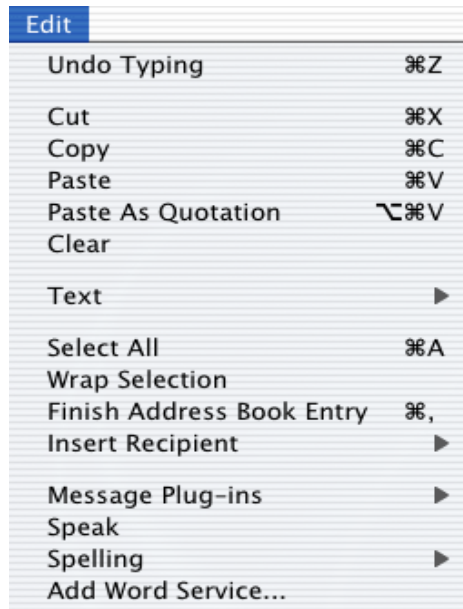 Edit
Undo Typing ⌘Z
Cut ⌘X
Copy ⌘C
Paste ⌘V
Paste As Quotation ⌥⌘V
Clear
Text
Select All ⌘A
Wrap Selection
Finish Address Book Entry ⌘,
Insert Recipient
Message Plug-ins
Speak
Spelling
Add Word Service...